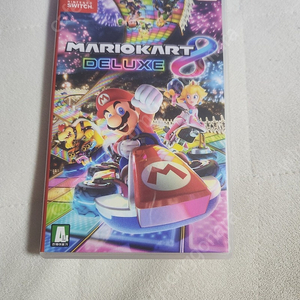 NINTENDO
SWITCH
MARIOKART 8
DELUXE
M